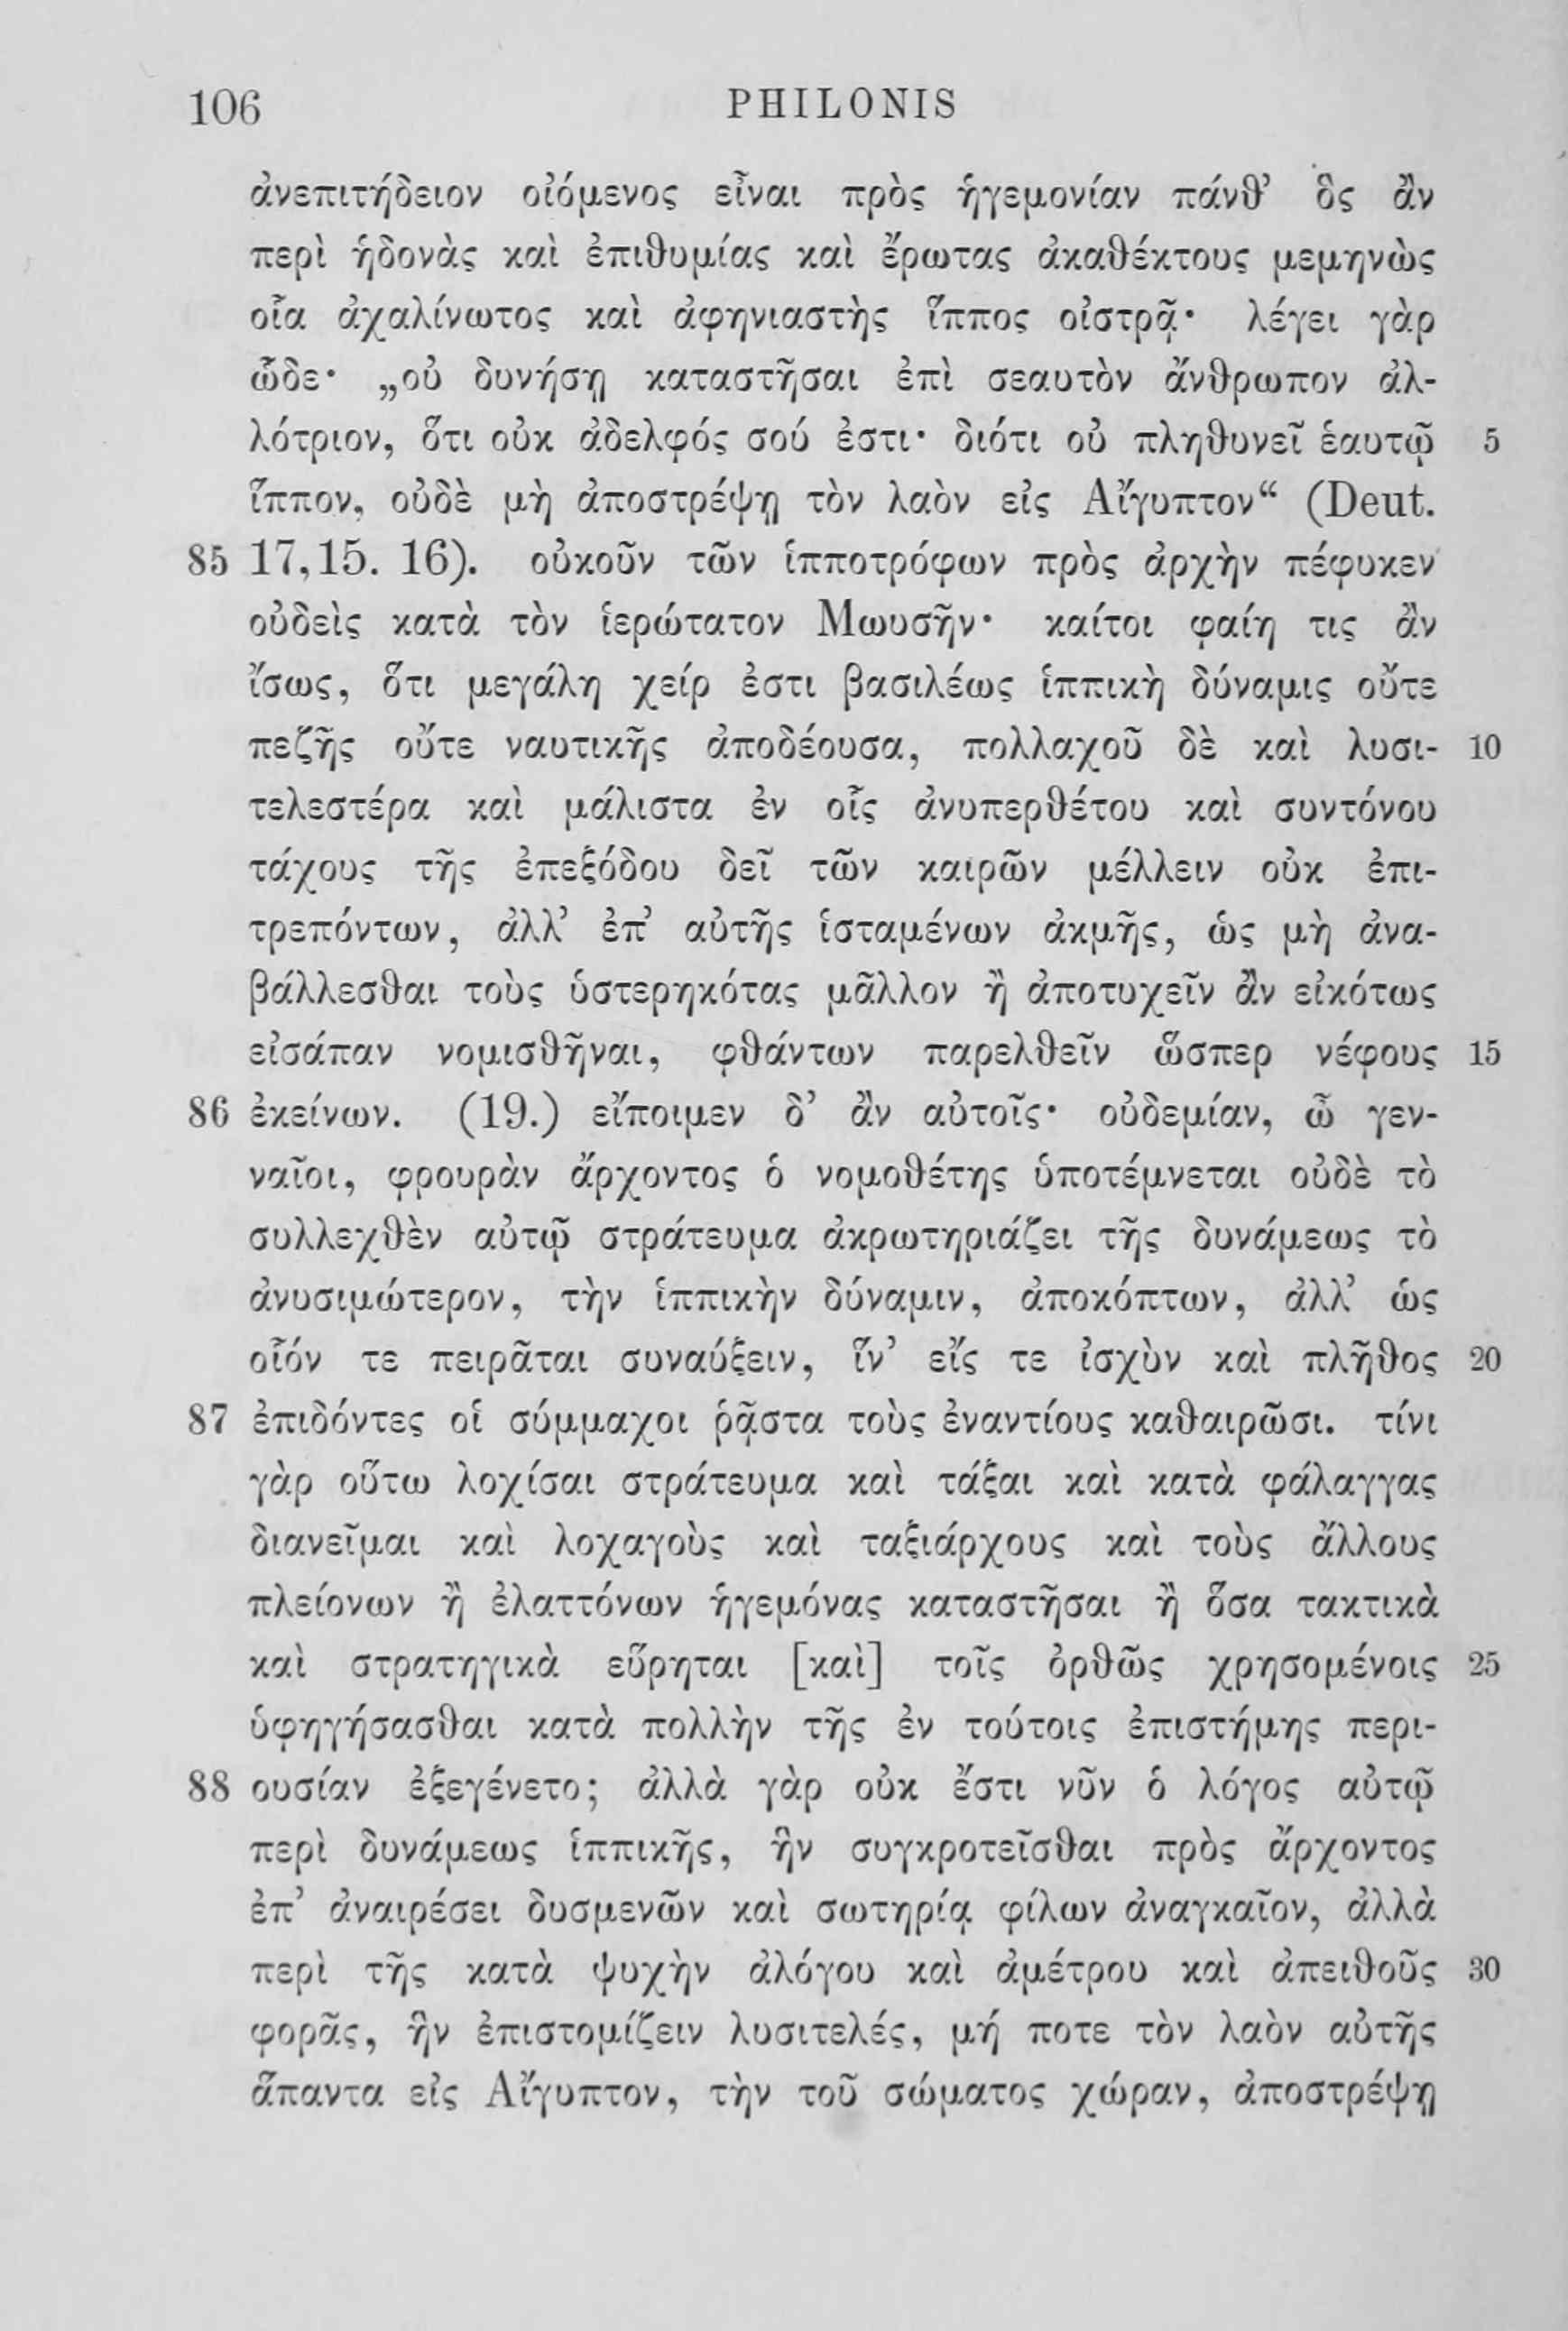 106 PHILONIS
ἀνεπιτήδειον οἰόμενος εἶναι πρὸς ἡγεμονίαν πάνθ’ ὃς ἂν
περὶ ἡδονὰς καὶ ἐπιθυμίας καὶ ἔρωτας ἀκαθέκτους μεμηνὼς
οἷα ἀχαλίνωτος καὶ ἀφηνιαστὴς ἵππος οἰστρᾷ· λέγει γὰρ
ὧδε· „οὐ δυνήσῃ καταστῆσαι ἐπὶ σεαυτὸν ἄνθρωπον ἀλ-
λότριον, ὅτι οὐκ ἀδελφός σού ἐστι· διότι οὐ πληθυνεῖ ἑαυτῷ 5
ἵππον, οὐδὲ μὴ ἀποστρέψῃ τὸν λαὸν εἰς Αἴγυπτον“ (Deut.
85 17,15. 16). οὐκοῦν τῶν ἱπποτρόφων πρὸς ἀρχὴν πέφυκεν
οὐδεὶς κατὰ τὸν ἱερώτατον Μωυσῆν· καίτοι φαίη τις ἂν
ἴσως, ὅτι μεγάλη χείρ ἐστι βασιλέως ἱππικὴ δύναμις οὔτε
πεζῆς οὔτε ναυτικῆς ἀποδέουσα, πολλαχοῦ δὲ καὶ λυσι- 10
τελεστέρα καὶ μάλιστα ἐν οἷς ἀνυπερθέτου καὶ συντόνου
τάχους τῆς ἐπεξόδου δεῖ τῶν καιρῶν μέλλειν οὐκ ἐπι-
τρεπόντων, ἀλλ’ ἐπ’ αὐτῆς ἱσταμένων ἀκμῆς, ὡς μὴ ἀνα-
βάλλεσθαι τοὺς ὑστερηκότας μᾶλλον ἢ ἀποτυχεῖν ἂν εἰκότως
εἰσάπαν νομισθῆναι, φθάντων παρελθεῖν ὥσπερ νέφους 15
86 ἐκείνων. (19.) εἴποιμεν δ’ ἂν αὐτοῖς· οὐδεμίαν, ὦ γεν-
ναῖοι, φρουρὰν ἄρχοντος ὁ νομοθέτης ὑποτέμνεται οὐδὲ τὸ
συλλεχθὲν αὐτῷ στράτευμα ἀκρωτηριάζει τῆς δυνάμεως τὸ
ἀνυσιμώτερον, τὴν ἱππικὴν δύναμιν, ἀποκόπτων, ἀλλ’ ὡς
οἷόν τε πειρᾶται συναύξειν, ἵν’ εἴς τε ἰσχὺν καὶ πλῆθος 20
87 ἐπιδόντες οἱ σύμμαχοι ῥᾷστα τοὺς ἐναντίους καθαιρῶσι. τίνι
γὰρ οὕτω λοχίσαι στράτευμα καὶ τάξαι καὶ κατὰ φάλαγγας
διανεῖμαι καὶ λοχαγοὺς καὶ ταξιάρχους καὶ τοὺς ἄλλους
πλείονων ἢ ἐλαττόνων ἡγεμόνας καταστῆσαι ἢ ὅσα τακτικὰ
καὶ στρατηγικὰ εὕρηται [καὶ] τοῖς ὀρθῶς χρησομένοις 25
ὑφηγήσασθαι κατὰ πολλὴν τῆς ἐν τούτοις ἐπιστήμης περι-
88 ουσίαν ἐξεγένετο; ἀλλὰ γὰρ οὐκ ἔστι νῦν ὁ λόγος αὐτῷ
περὶ δυνάμεως ἱππικῆς, ἣν συγκροτεῖσθαι πρὸς ἄρχοντος
ἐπ’ ἀναιρέσει δυσμενῶν καὶ σωτηρίᾳ φίλων ἀναγκαῖον, ἀλλὰ
περὶ τῆς κατὰ ψυχὴν ἀλόγου καὶ ἀμέτρου καὶ ἀπειθοῦς 30
φορᾶς, ἣν ἐπιστομίζειν λυσιτελές, μή ποτε τὸν λαὸν αὐτῆς
ἅπαντα εἰς Αἴγυπτον, τὴν τοῦ σώματος χώραν, ἀποστρέψῃ